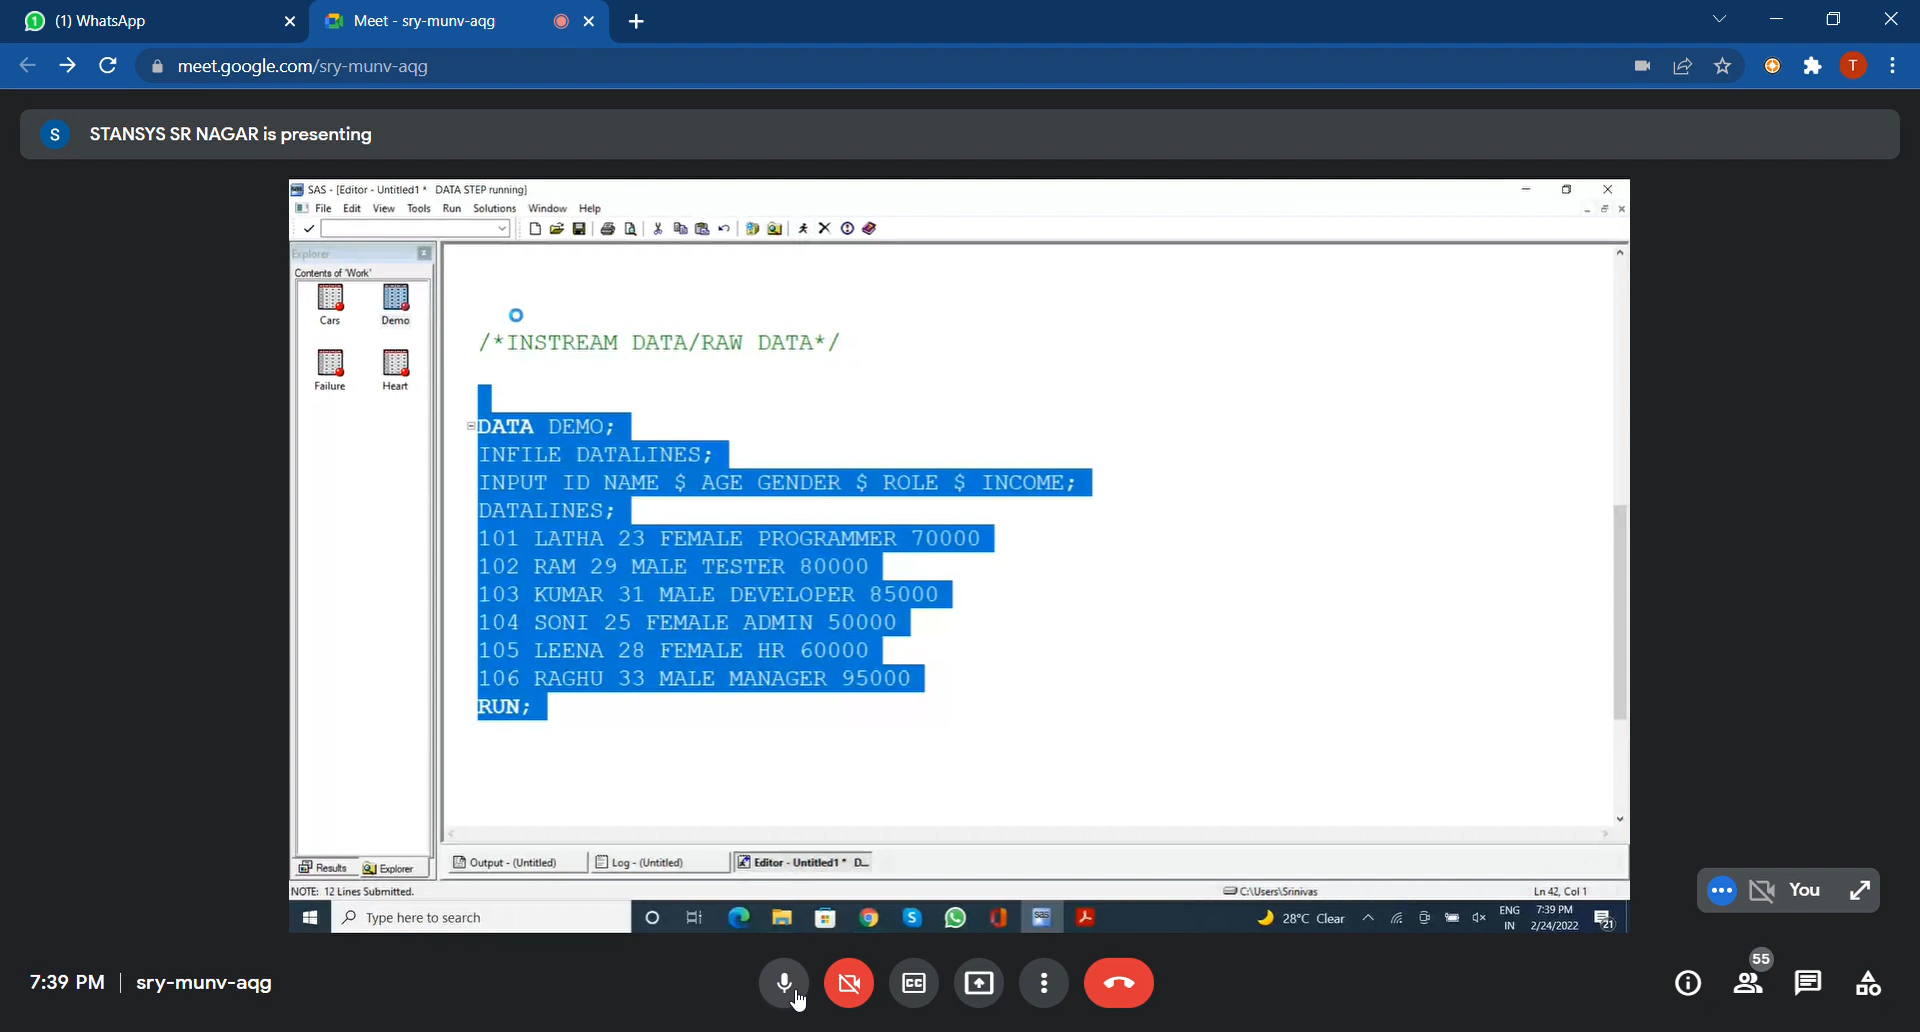 (1) WhatsApp
Meet - sry-munv-aqg
meet.google.com/sry-munv-aqg
T
S STANSYS SR NAGAR is presenting
SAS - [Editor - Untitled1 * DATA STEP running]
File Edit View Tools Run Solutions Window Help
Explorer
Contents of 'Work'
Cars Demo
Failure Heart
/*INSTREAM DATA/RAW DATA*/
DATA DEMO;
INFILE DATALINES;
INPUT ID NAME $ AGE GENDER $ ROLE $ INCOME;
DATALINES;
101 LATHA 23 FEMALE PROGRAMMER 70000
102 RAM 29 MALE TESTER 80000
103 KUMAR 31 MALE DEVELOPER 85000
104 SONI 25 FEMALE ADMIN 50000
105 LEENA 28 FEMALE HR 60000
106 RAGHU 33 MALE MANAGER 95000
RUN;
Results Explorer
Output - (Untitled) Log - (Untitled) Editor - Untitled1 * D...
NOTE: 12 Lines Submitted. C:\Users\Srinivas Ln 42, Col 1
Type here to search
28°C Clear
ENG IN
7:39 PM
2/24/2022
21
You
7:39 PM sry-munv-aqg
CC
55